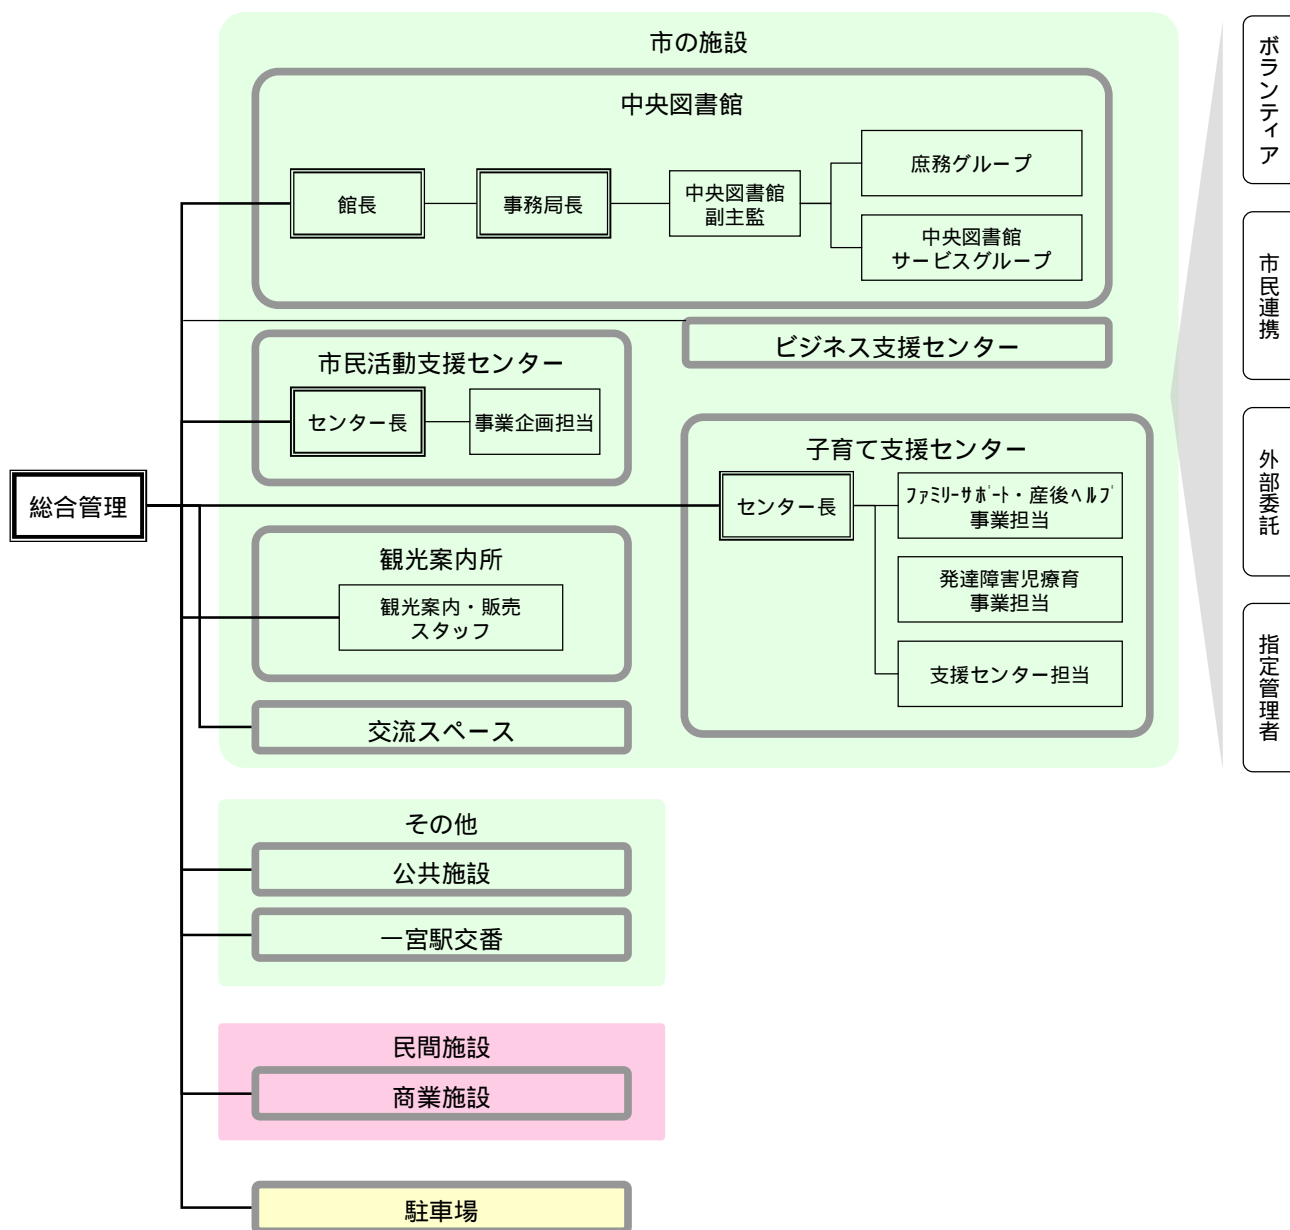 市の施設
中央図書館
館長
事務局長
中央図書館
副主監
庶務グループ
中央図書館
サービスグループ
ビジネス支援センター
市民活動支援センター
センター長
事業企画担当
子育て支援センター
センター長
ﾌｧﾐﾘｰｻﾎﾟｰﾄ・産後ﾍﾙﾌﾟ
事業担当
発達障害児療育
事業担当
支援センター担当
総合管理
観光案内所
観光案内・販売
スタッフ
交流スペース
その他
公共施設
一宮駅交番
民間施設
商業施設
駐車場
ボランティア
市民連携
外部委託
指定管理者